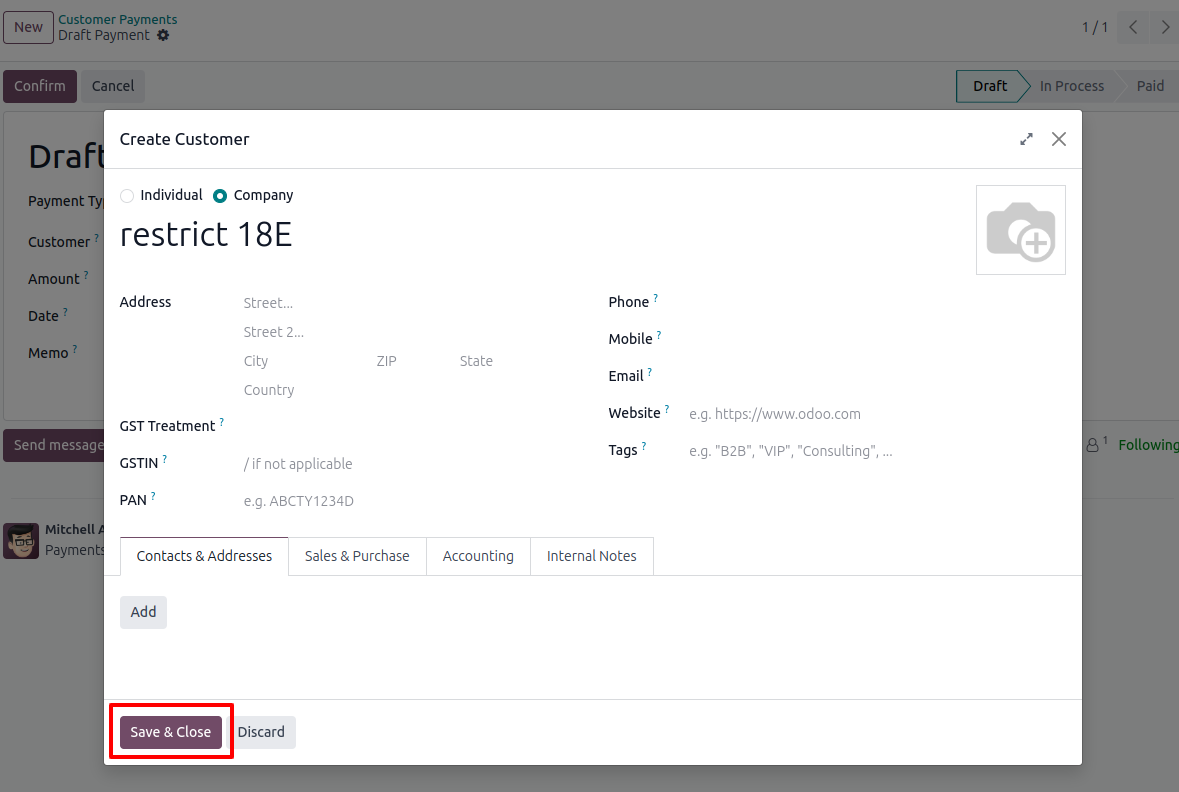 New
Customer Payments
Draft Payment
1 / 1
Confirm
Cancel
Draft
In Process
Paid
Draft
Payment Ty
Customer ?
Amount ?
Date ?
Memo ?
Send message
1
Following
Mitchell A
Payments
Create Customer
Individual
Company
restrict 18E
Address
Street...
Street 2...
City
ZIP
State
Country
GST Treatment ?
GSTIN ?
/ if not applicable
PAN ?
e.g. ABCTY1234D
Phone ?
Mobile ?
Email ?
Website ?
e.g. https://www.odoo.com
Tags ?
e.g. "B2B", "VIP", "Consulting", ...
Contacts & Addresses
Sales & Purchase
Accounting
Internal Notes
Add
Save & Close
Discard